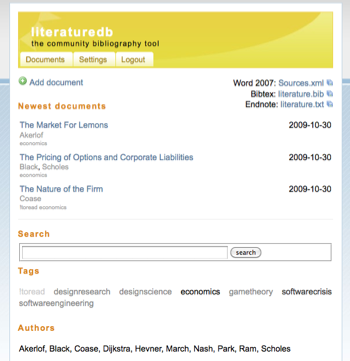 literaturedb
the community bibliography tool
Documents Settings Logout
Add document
Word 2007: Sources.xml
Bibtex: literature.bib
Endnote: literature.txt
Newest documents
The Market For Lemons 2009-10-30
Akerlof
economics
The Pricing of Options and Corporate Liabilities 2009-10-30
Black, Scholes
economics
The Nature of the Firm 2009-10-30
Coase
!toread economics
Search
search
Tags
!toread designresearch designscience economics gametheory softwarecrisis
softwareengineering
Authors
Akerlof, Black, Coase, Dijkstra, Hevner, March, Nash, Park, Ram, Scholes